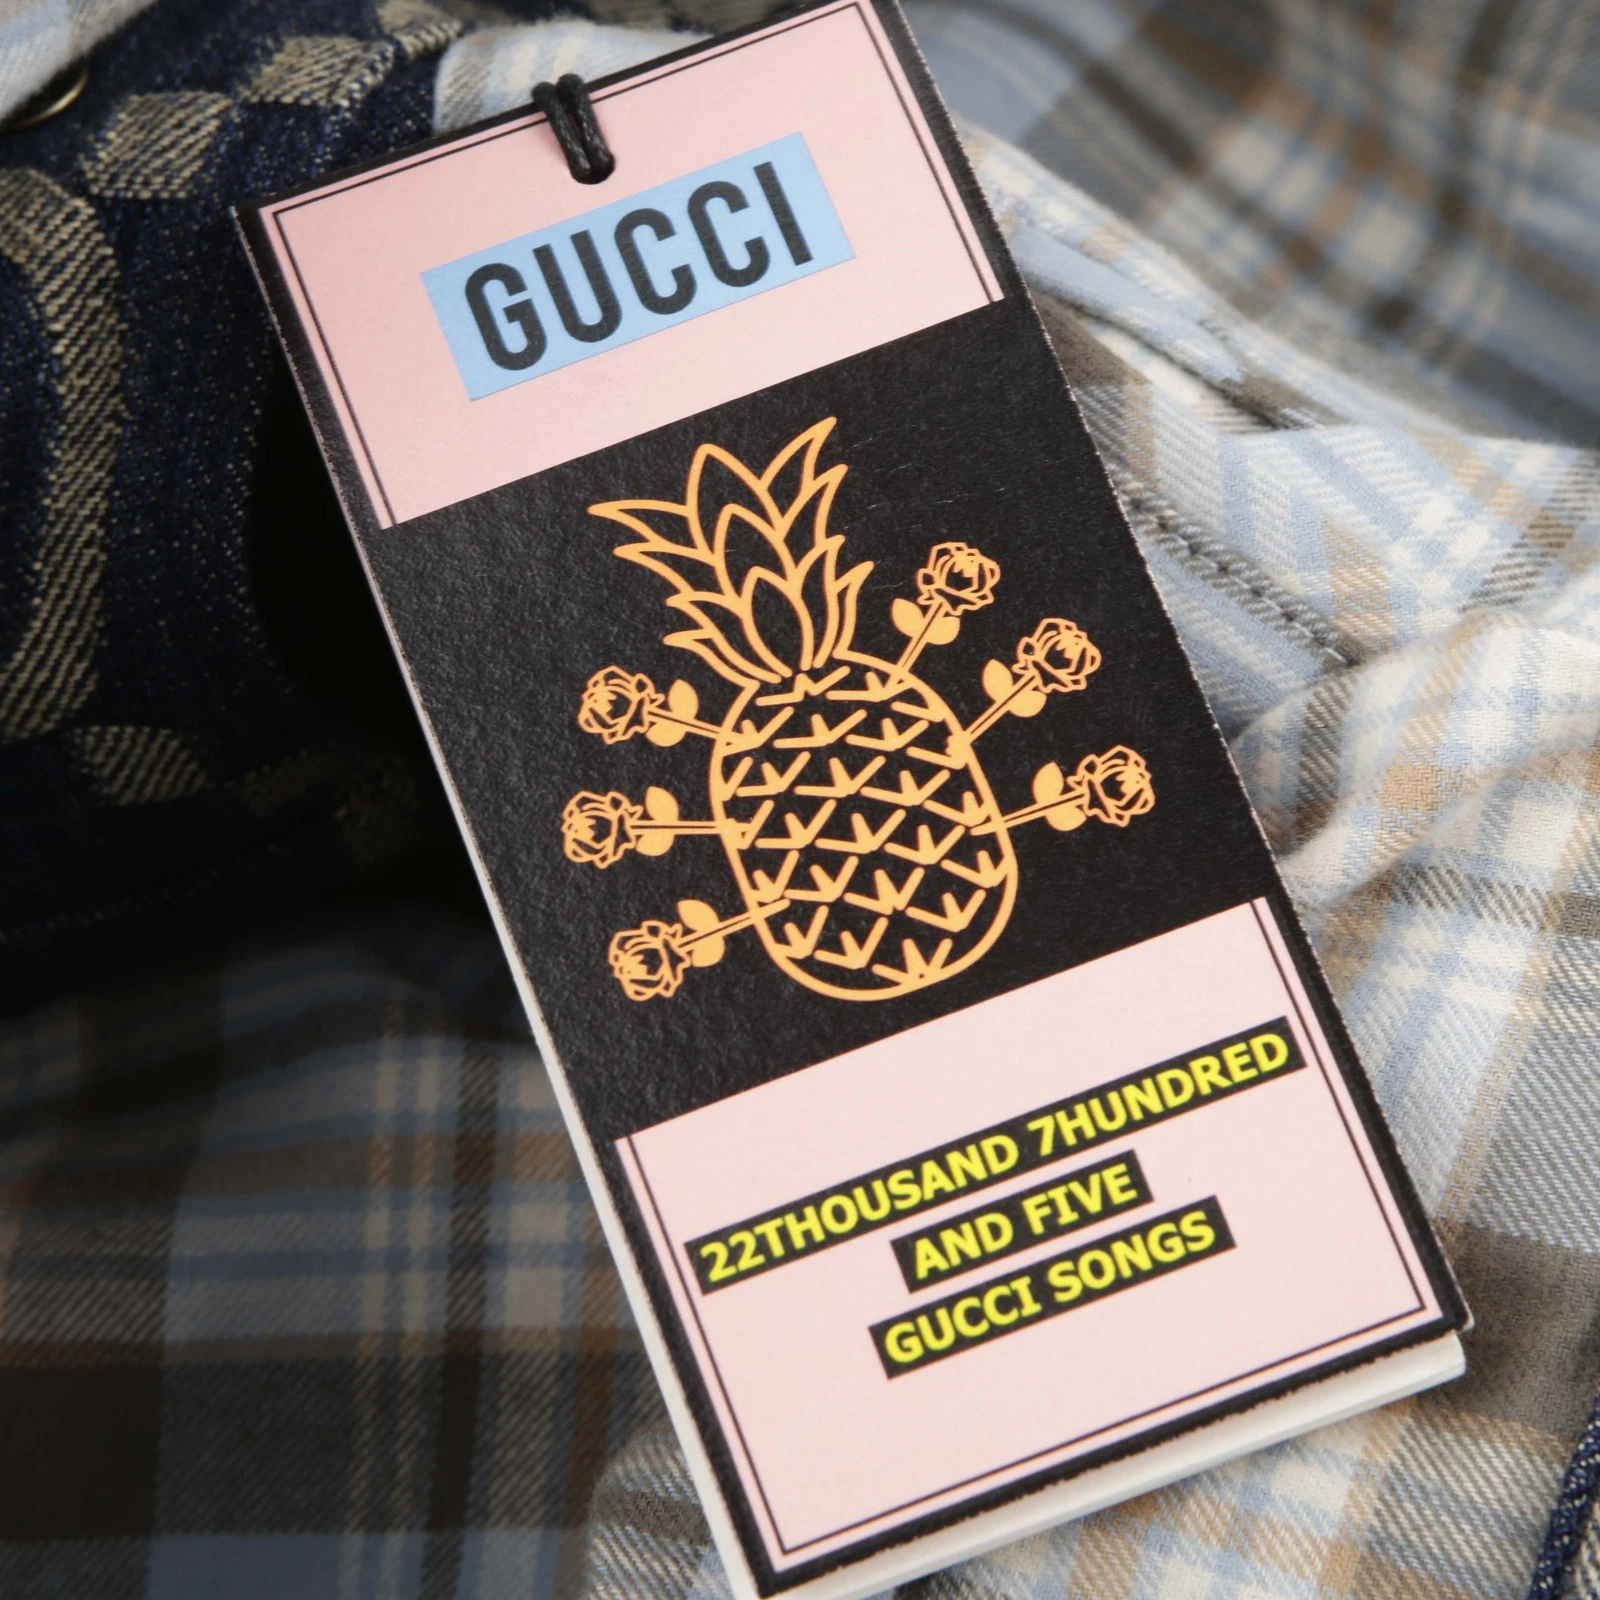 GUCCI
22THOUSAND 7HUNDRED
AND FIVE
GUCCI SONGS